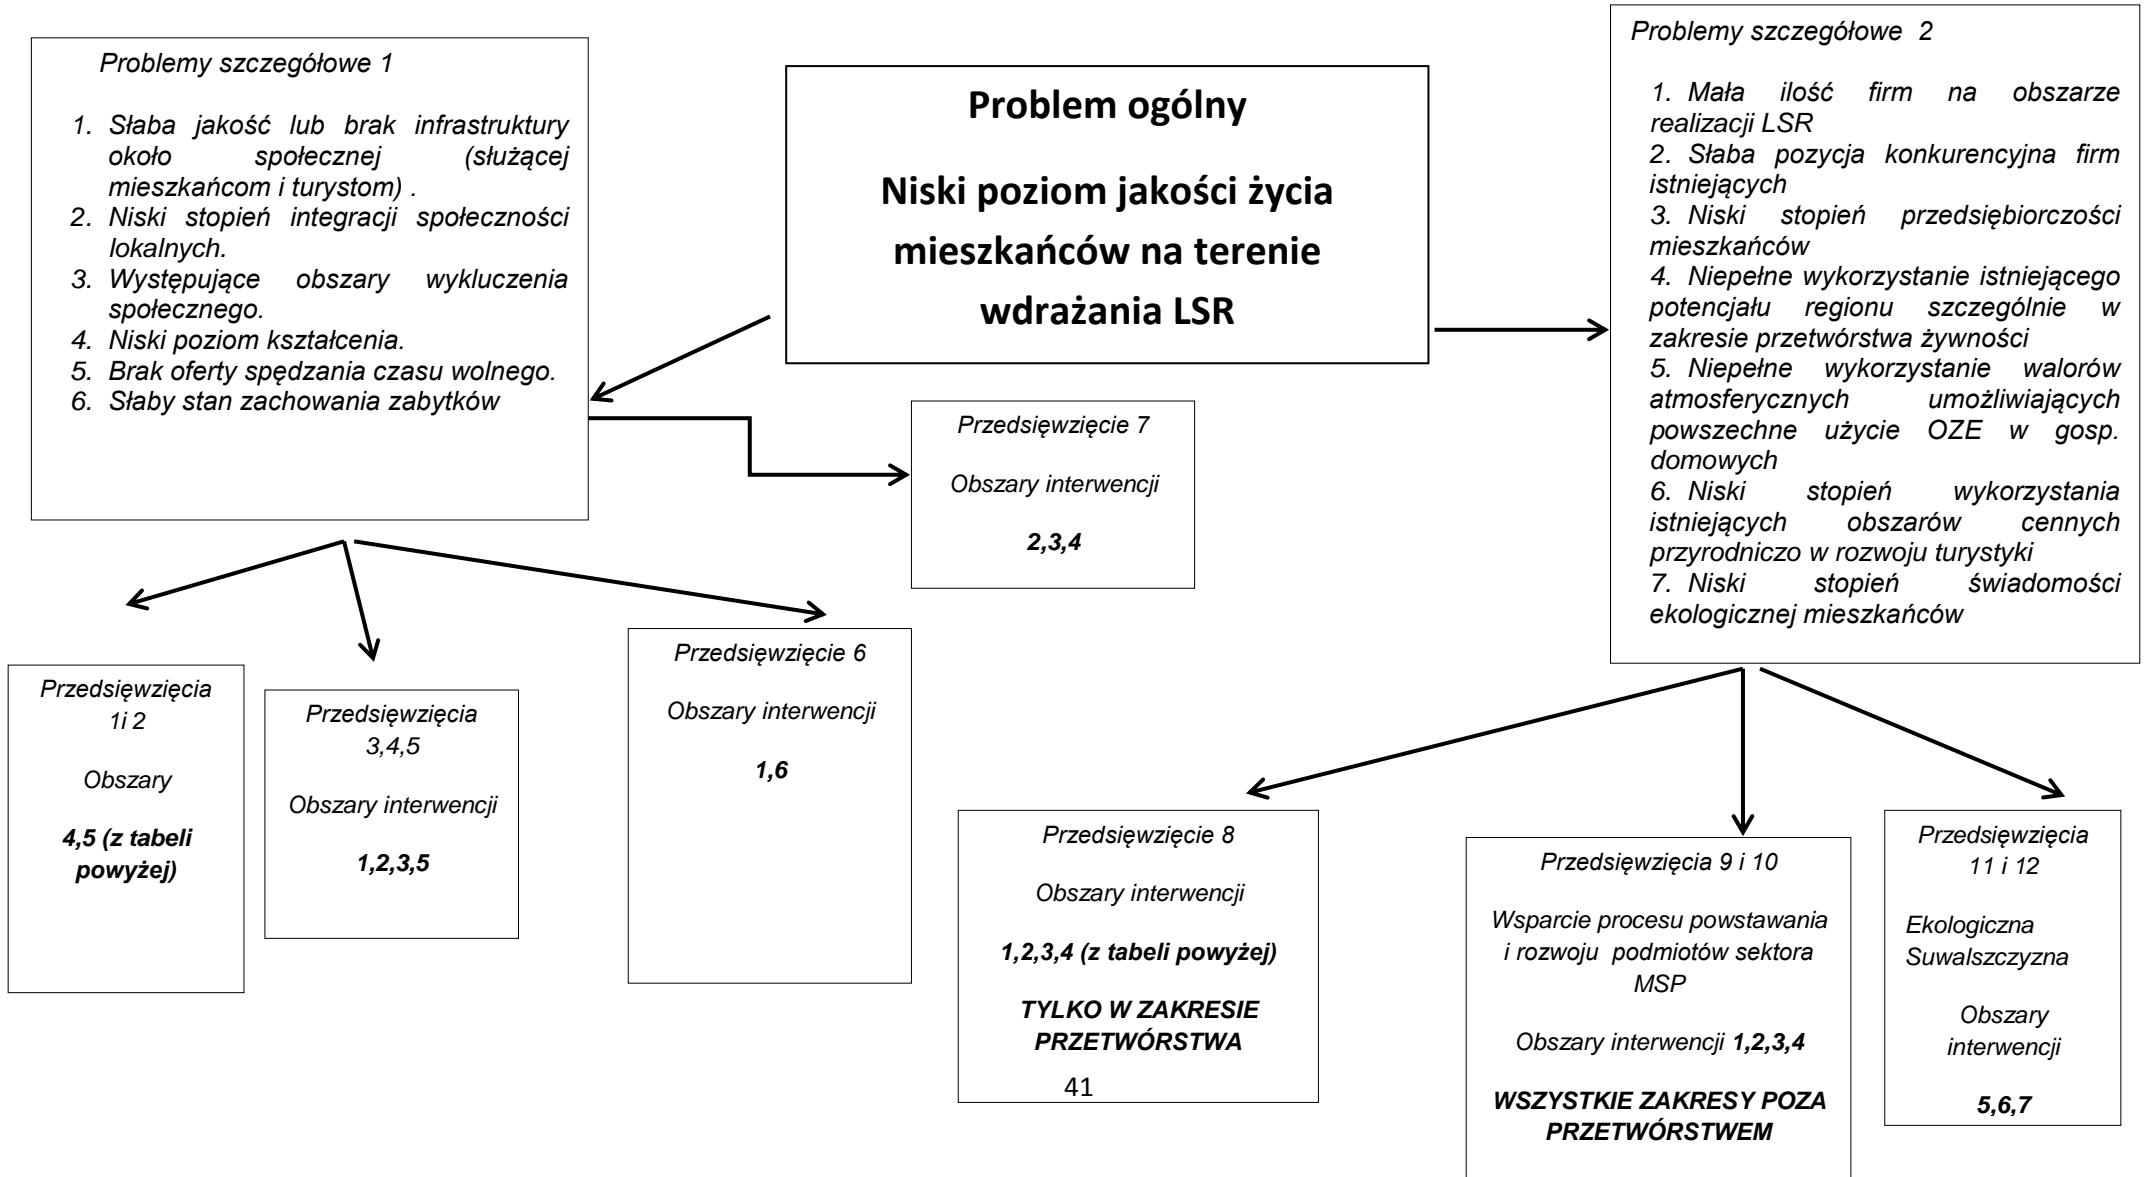 Problemy szczegółowe 1
1. Słaba jakość lub brak infrastruktury
około społecznej (służącej
mieszkańcom i turystom) .
2. Niski stopień integracji społeczności
lokalnych.
3. Występujące obszary wykluczenia
społecznego.
4. Niski poziom kształcenia.
5. Brak oferty spędzania czasu wolnego.
6. Słaby stan zachowania zabytków
Problem ogólny
Niski poziom jakości życia
mieszkańców na terenie
wdrażania LSR
Problemy szczegółowe 2
1. Mała ilość firm na obszarze
realizacji LSR
2. Słaba pozycja konkurencyjna firm
istniejących
3. Niski stopień przedsiębiorczości
mieszkańców
4. Niepełne wykorzystanie istniejącego
potencjału regionu szczególnie w
zakresie przetwórstwa żywności
5. Niepełne wykorzystanie walorów
atmosferycznych umożliwiających
powszechne użycie OZE w gosp.
domowych
6. Niski stopień wykorzystania
istniejących obszarów cennych
przyrodniczo w rozwoju turystyki
7. Niski stopień świadomości
ekologicznej mieszkańców
Przedsięwzięcie 7
Obszary interwencji
2,3,4
Przedsięwzięcia
1i 2
Obszary
4,5 (z tabeli
powyżej)
Przedsięwzięcia
3,4,5
Obszary interwencji
1,2,3,5
Przedsięwzięcie 6
Obszary interwencji
1,6
Przedsięwzięcie 8
Obszary interwencji
1,2,3,4 (z tabeli powyżej)
TYLKO W ZAKRESIE
PRZETWÓRSTWA
41
Przedsięwzięcia 9 i 10
Wsparcie procesu powstawania
i rozwoju podmiotów sektora
MSP
Obszary interwencji 1,2,3,4
WSZYSTKIE ZAKRESY POZA
PRZETWÓRSTWEM
Przedsięwzięcia
11 i 12
Ekologiczna
Suwalszczyzna
Obszary
interwencji
5,6,7